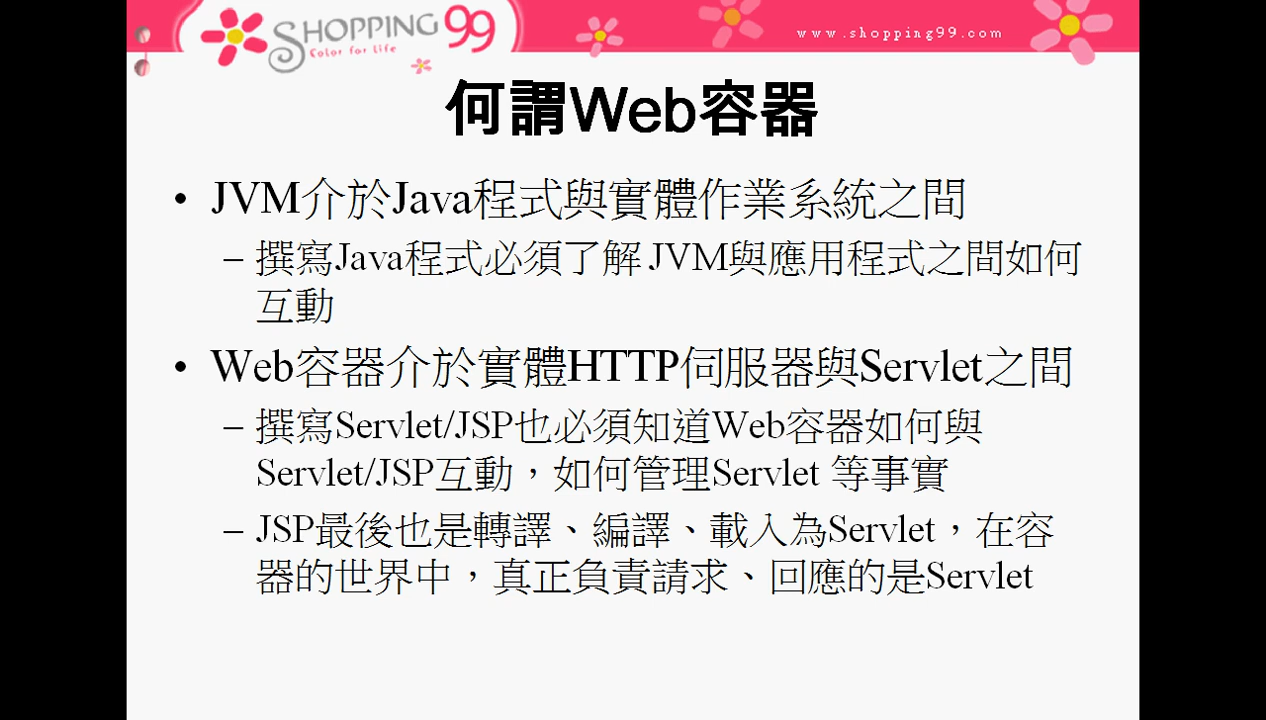 SHOPPING 99
Color for Life
www.shopping99.com
何謂Web容器
• JVM介於Java程式與實體作業系統之間
– 撰寫Java程式必須了解JVM與應用程式之間如何
互動
• Web容器介於實體HTTP伺服器與Servlet之間
– 撰寫Servlet/JSP也必須知道Web容器如何與
Servlet/JSP互動，如何管理Servlet 等事實
– JSP最後也是轉譯、編譯、載入為Servlet，在容
器的世界中，真正負責請求、回應的是Servlet